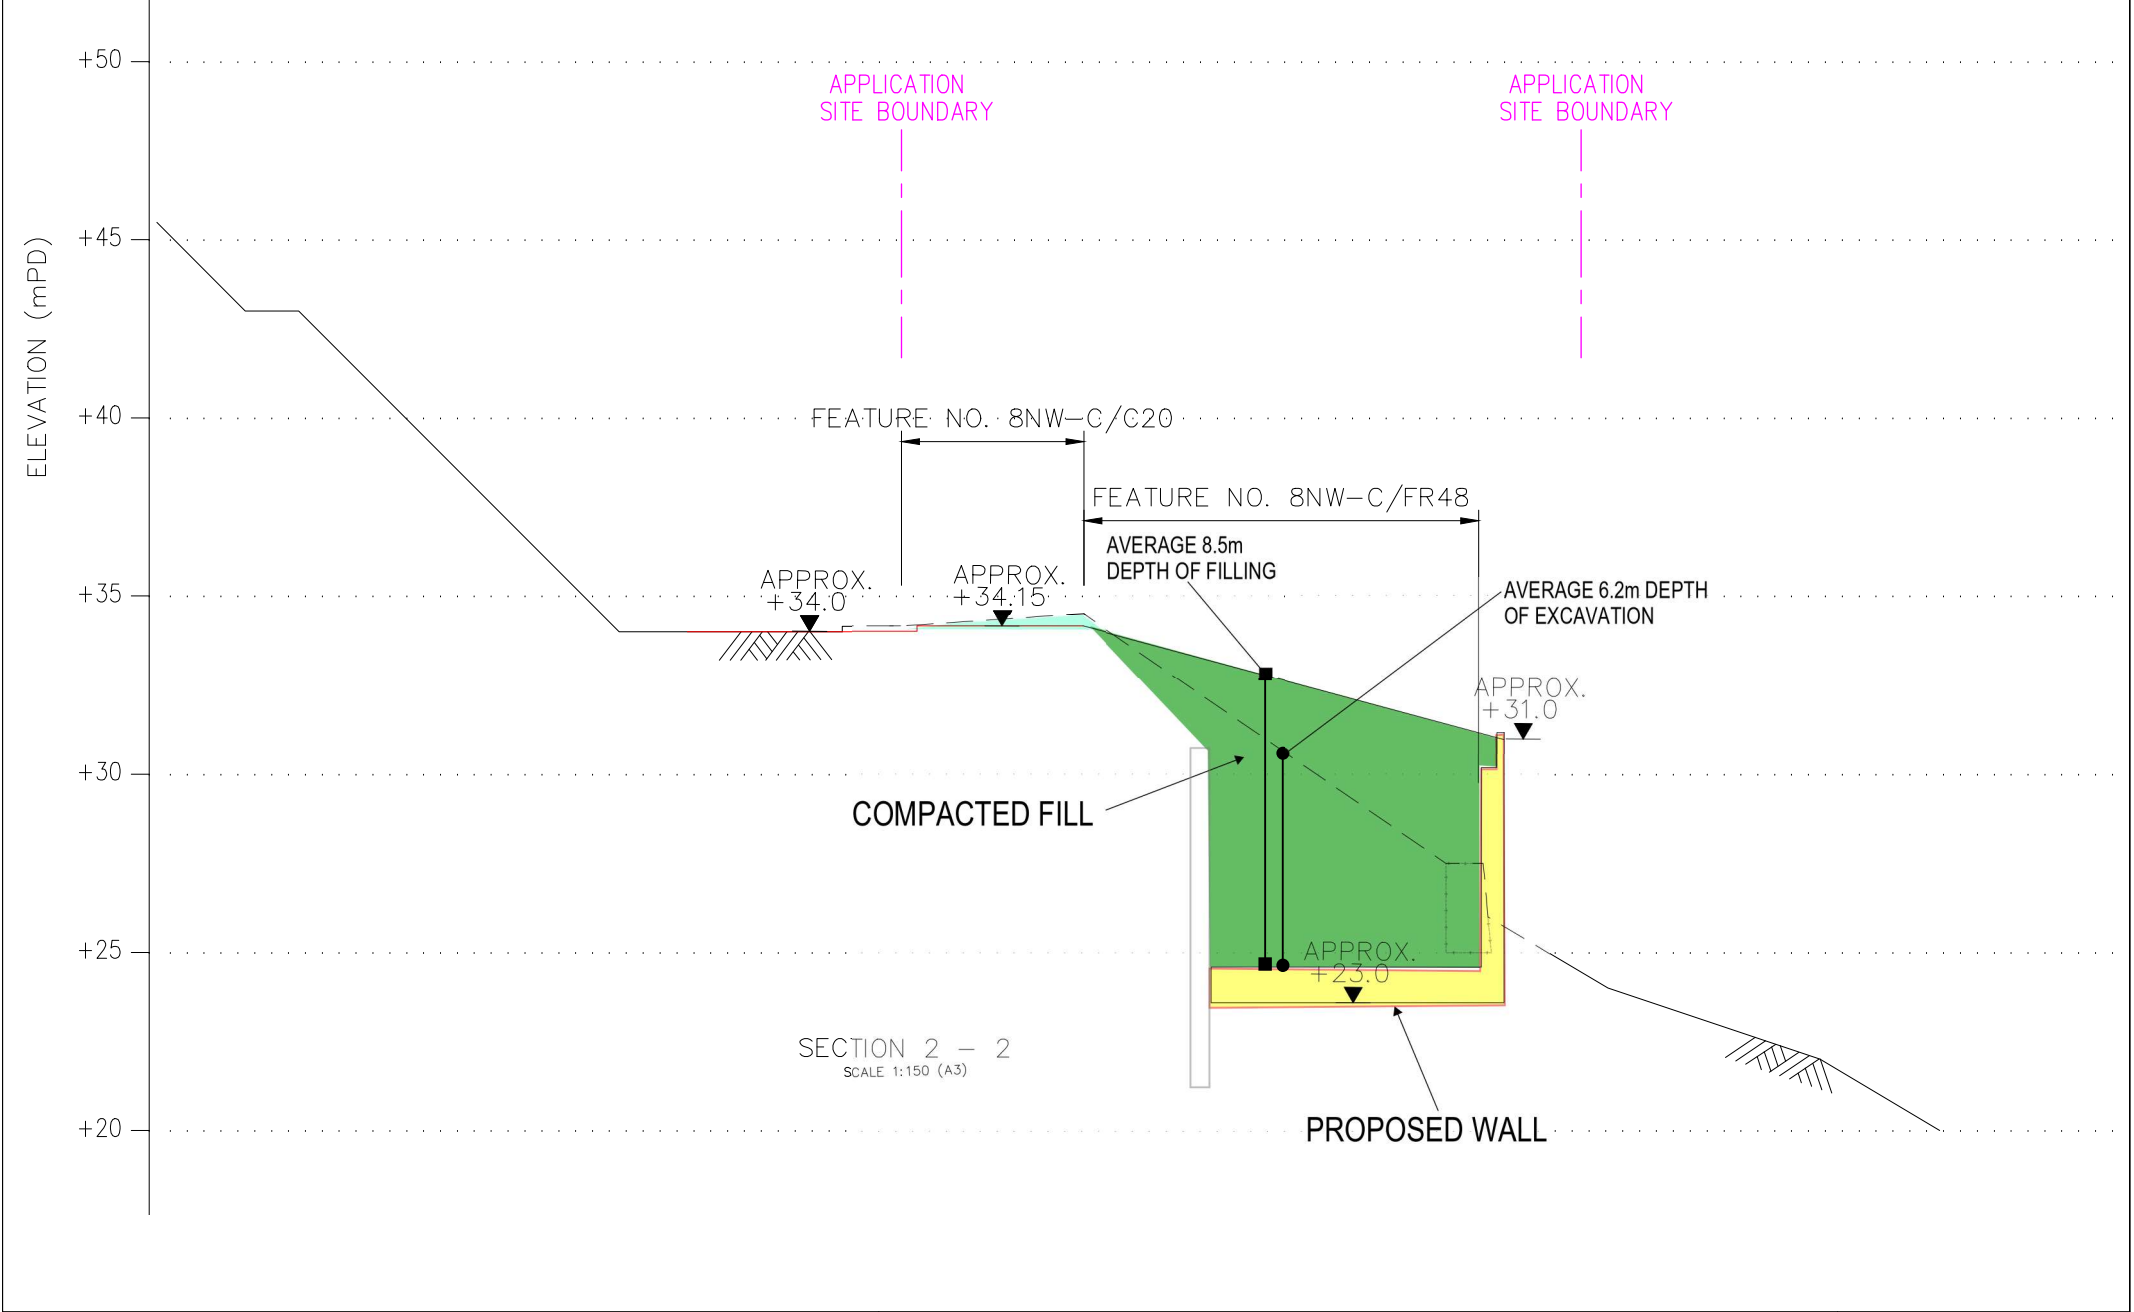 +50
APPLICATION
SITE BOUNDARY
APPLICATION
SITE BOUNDARY
+45
ELEVATION (mPD)
+40
FEATURE NO. 8NW-C/C20
FEATURE NO. 8NW-C/FR48
AVERAGE 8.5m
DEPTH OF FILLING
+35
APPROX.
+34.0
APPROX.
+34.15
AVERAGE 6.2m DEPTH
OF EXCAVATION
APPROX.
+31.0
+30
COMPACTED FILL
+25
APPROX.
+23.0
SECTION 2 - 2
SCALE 1:150 (A3)
+20
PROPOSED WALL